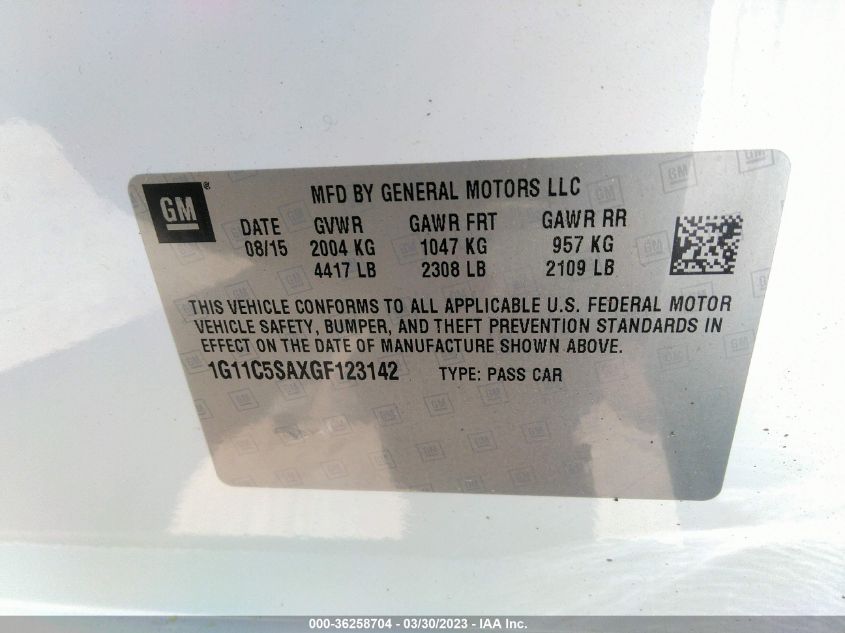 GM®
MFD BY GENERAL MOTORS LLC
DATE GVWR GAWR FRT GAWR RR
08/15 2004 KG 1047 KG 957 KG
4417 LB 2308 LB 2109 LB
THIS VEHICLE CONFORMS TO ALL APPLICABLE U.S. FEDERAL MOTOR
VEHICLE SAFETY, BUMPER, AND THEFT PREVENTION STANDARDS IN
EFFECT ON THE DATE OF MANUFACTURE SHOWN ABOVE.
1G11C5SAXGF123142 TYPE: PASS CAR
000-36258704 - 03/30/2023 - IAA Inc.